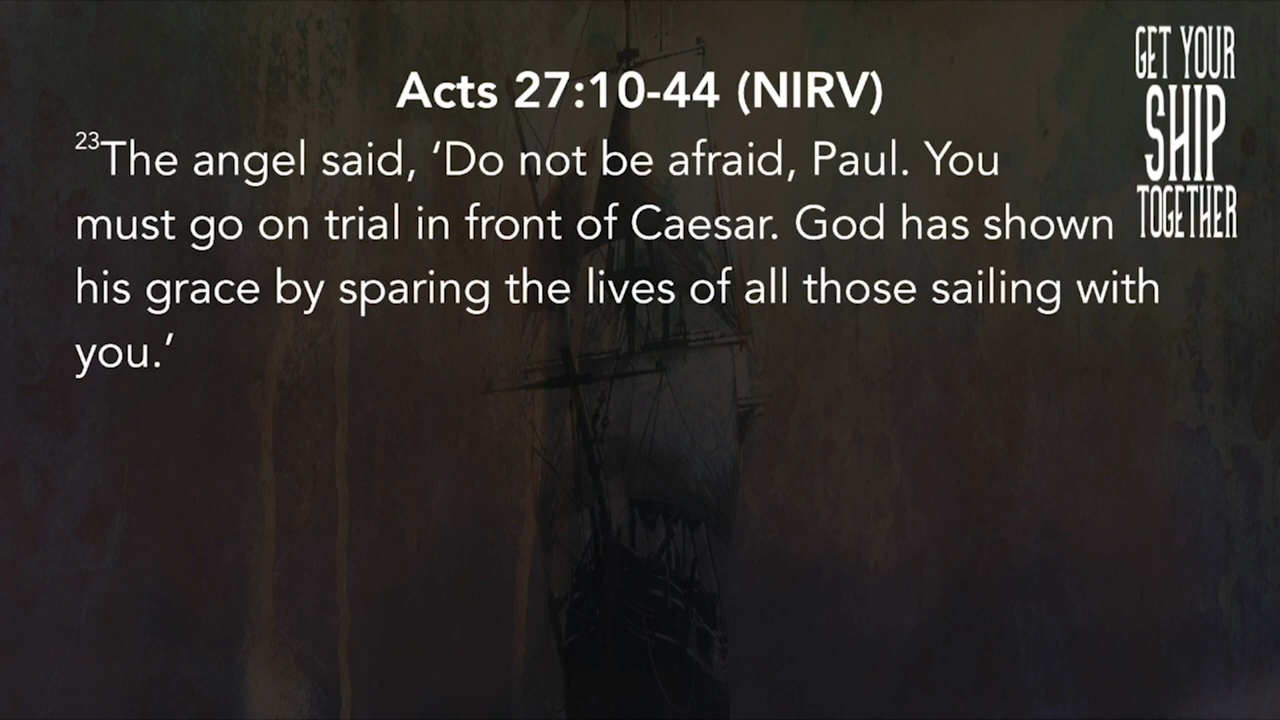 Acts 27:10-44 (NIRV)
23The angel said, ‘Do not be afraid, Paul. You
must go on trial in front of Caesar. God has shown
his grace by sparing the lives of all those sailing with
you.’
GET YOUR
SHIP
TOGETHER